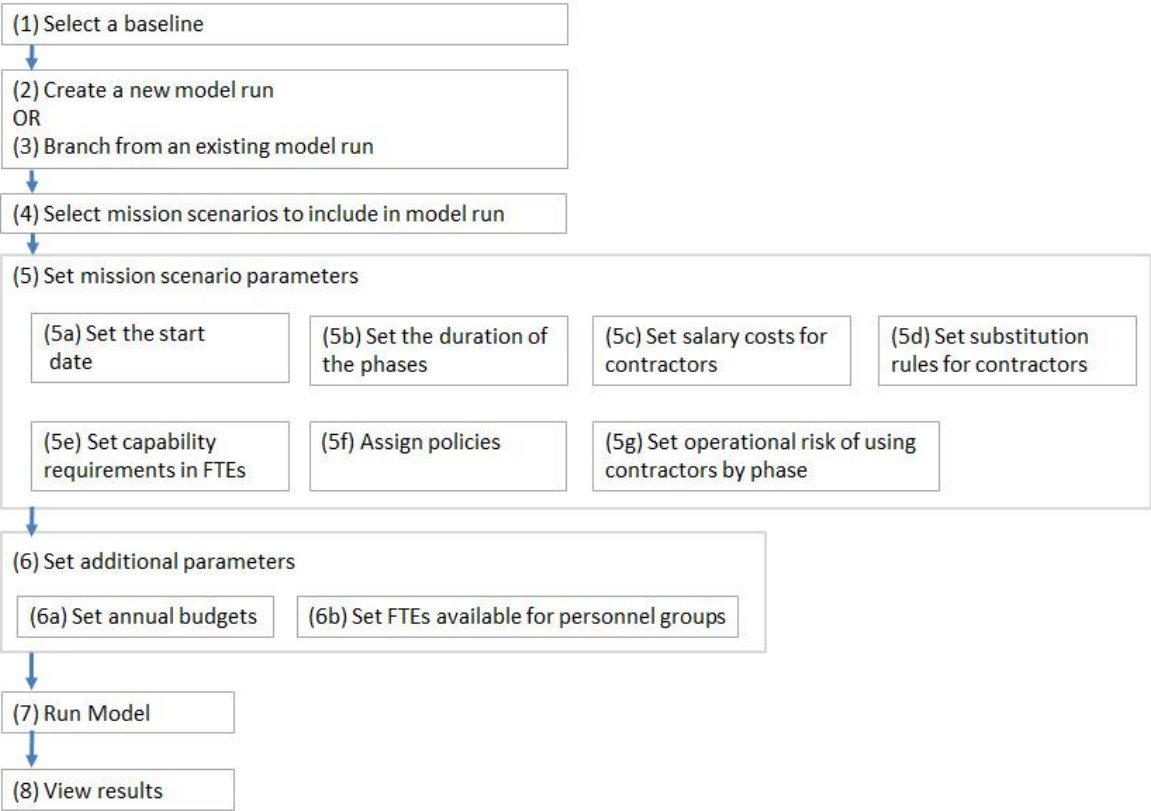 (1) Select a baseline
(2) Create a new model run
OR
(3) Branch from an existing model run
(4) Select mission scenarios to include in model run
(5) Set mission scenario parameters
(5a) Set the start
date
(5b) Set the duration of
the phases
(5c) Set salary costs for
contractors
(5d) Set substitution
rules for contractors
(5e) Set capability
requirements in FTEs
(5f) Assign policies
(5g) Set operational risk of using
contractors by phase
(6) Set additional parameters
(6a) Set annual budgets
(6b) Set FTEs available for personnel groups
(7) Run Model
(8) View results